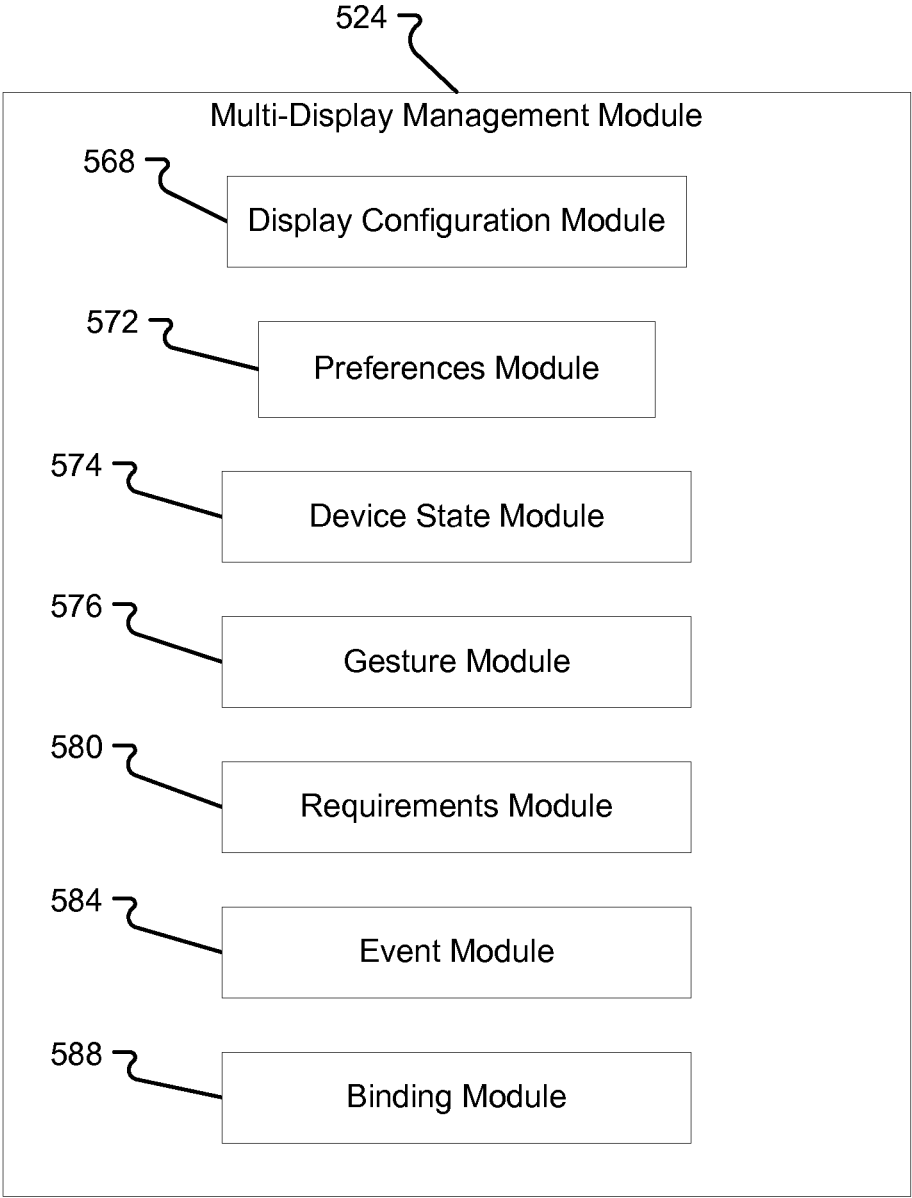 524
Multi-Display Management Module
568
Display Configuration Module
572
Preferences Module
574
Device State Module
576
Gesture Module
580
Requirements Module
584
Event Module
588
Binding Module